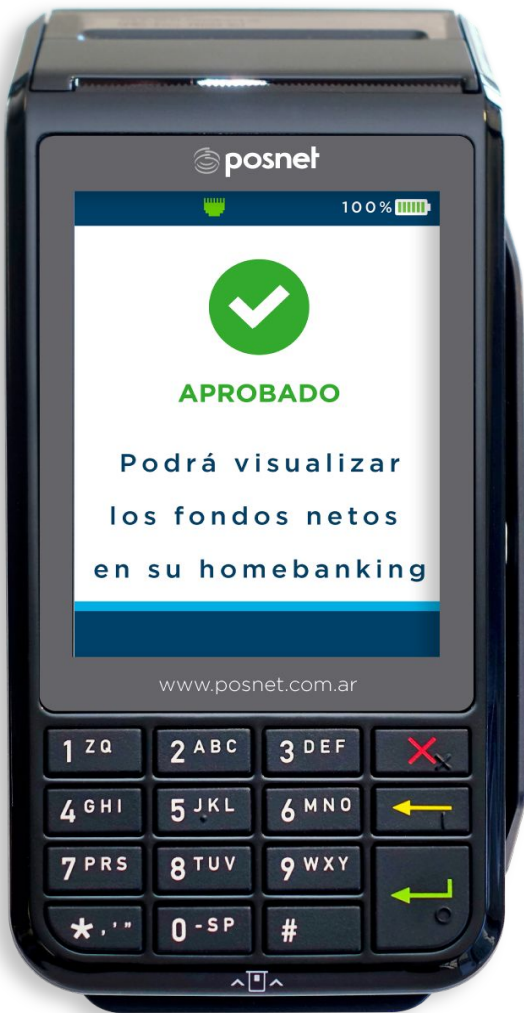 posnet
100%
APROBADO
Podrá visualizar
los fondos netos
en su homebanking
www.posnet.com.ar
1 ZQ 2 ABC 3 DEF X
4 GHI 5 JKL 6 MNO
7 PRS 8 TUV 9 WXY
* , ' " 0 -SP #